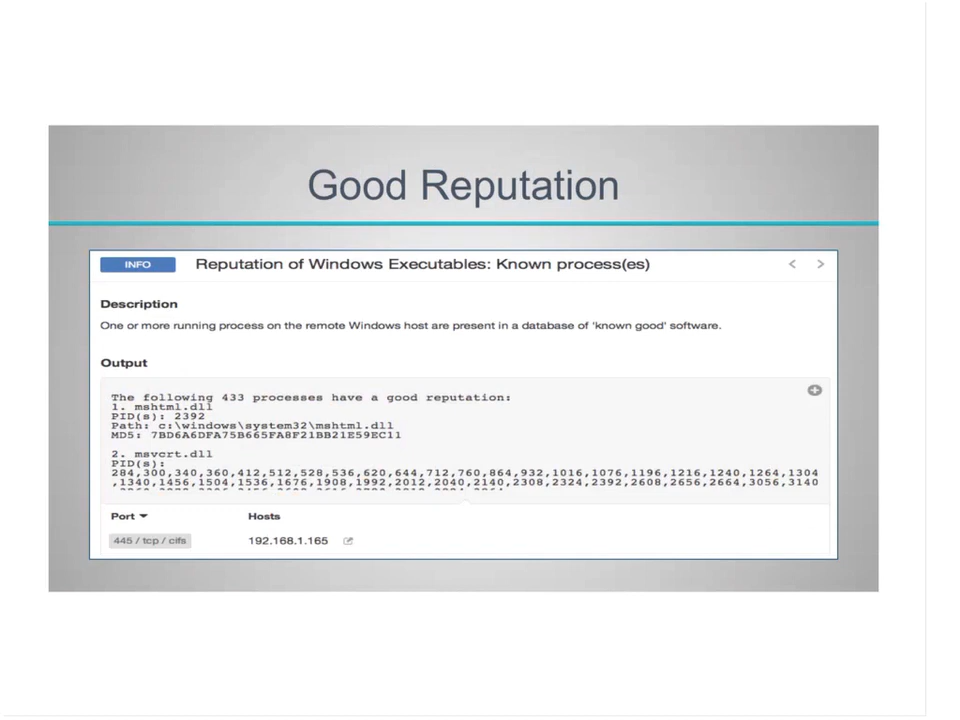 Good Reputation
INFO Reputation of Windows Executables: Known process(es) < >
Description
One or more running process on the remote Windows host are present in a database of 'known good' software.
Output
The following 433 processes have a good reputation:
1. mshtml.dll
PID(s): 2392
Path: c:\windows\system32\mshtml.dll
MD5: 7BD6A6DFA75B665FA8F21BB21E59EC11
2. msvcrt.dll
PID(s):
284,300,340,360,412,512,528,536,620,644,712,760,864,932,1016,1076,1196,1216,1240,1264,1304
,1340,1456,1504,1536,1676,1908,1992,2012,2040,2140,2308,2324,2392,2608,2656,2664,3056,3140
Port Hosts
445 / tcp / cifs 192.168.1.165